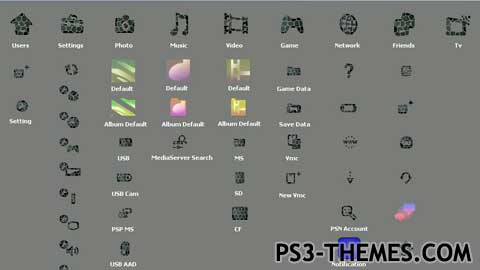 Users Settings Photo Music Video Game Network Friends Tv
Default Default Default Game Data
Setting Album Default Album Default Album Default Save Data
USB MediaServer Search MS Vmc
USB Cam SD New Vmc
PSP MS CF PSN Account
USB AAD Notification
PS3-THEMES.COM